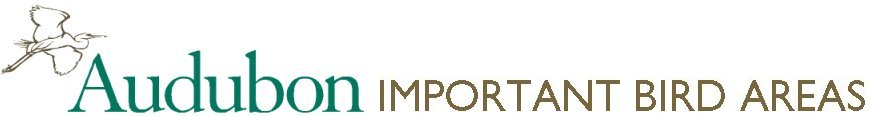 Audubon IMPORTANT BIRD AREAS